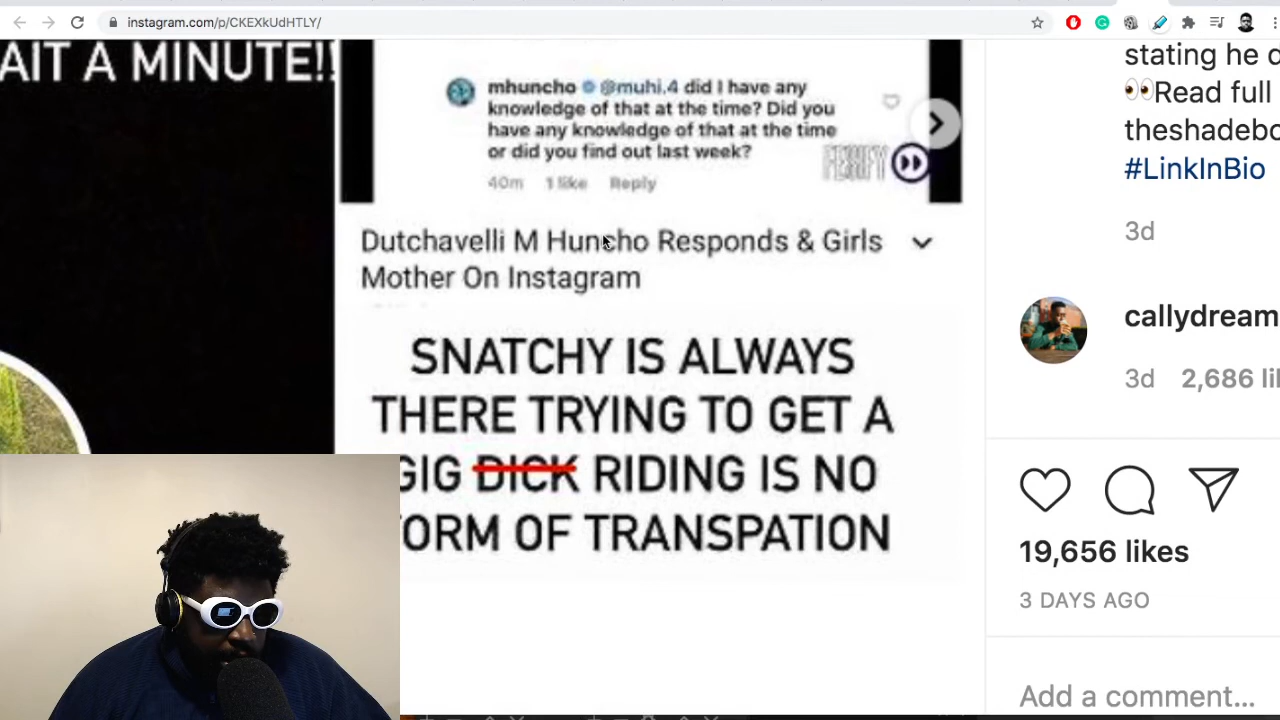 instagram.com/p/CKEXkUdHTLY/
AIT A MINUTE!!
mhuncho @muhi.4 did I have any
knowledge of that at the time? Did you
have any knowledge of that at the time
or did you find out last week?
40m 1 like Reply
Dutchavelli M Huncho Responds & Girls
Mother On Instagram
SNATCHY IS ALWAYS
THERE TRYING TO GET A
GIG DICK RIDING IS NO
FORM OF TRANSPATION
stating he d
👀Read full
theshadebo
#LinkInBio
3d
callydream
3d 2,686 li
19,656 likes
3 DAYS AGO
Add a comment...